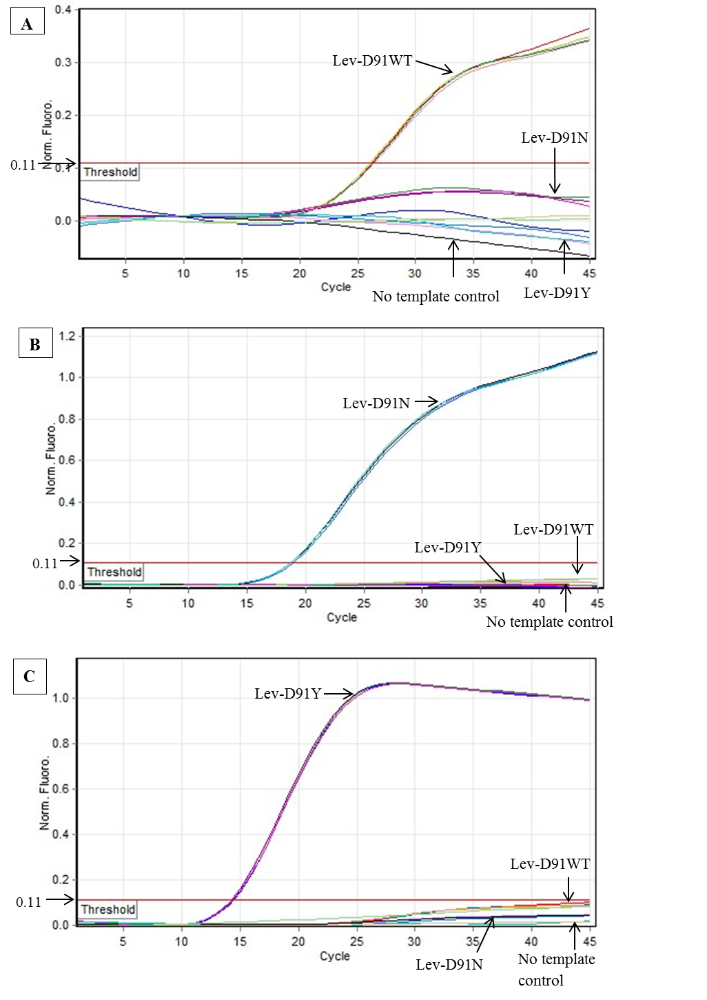 A
0.4
Lev-D91WT
0.3
0.2
Lev-D91N
Norm. Fluoro.
0.11
0.1
Threshold
0.0
5 10 15 20 25 30 35 40 45
Cycle
No template control
Lev-D91Y
B
1.2
1.0
Lev-D91N
0.8
Norm. Fluoro.
0.6
0.4
Lev-D91WT
0.2
Lev-D91Y
0.11
Threshold
0.0
5 10 15 20 25 30 35 40 45
Cycle
No template control
C
Lev-D91Y
1.0
0.8
Norm. Fluoro.
0.6
0.4
Lev-D91WT
0.2
0.11
Threshold
0.0
5 10 15 20 25 30 35 40 45
Cycle
Lev-D91N
No template
control